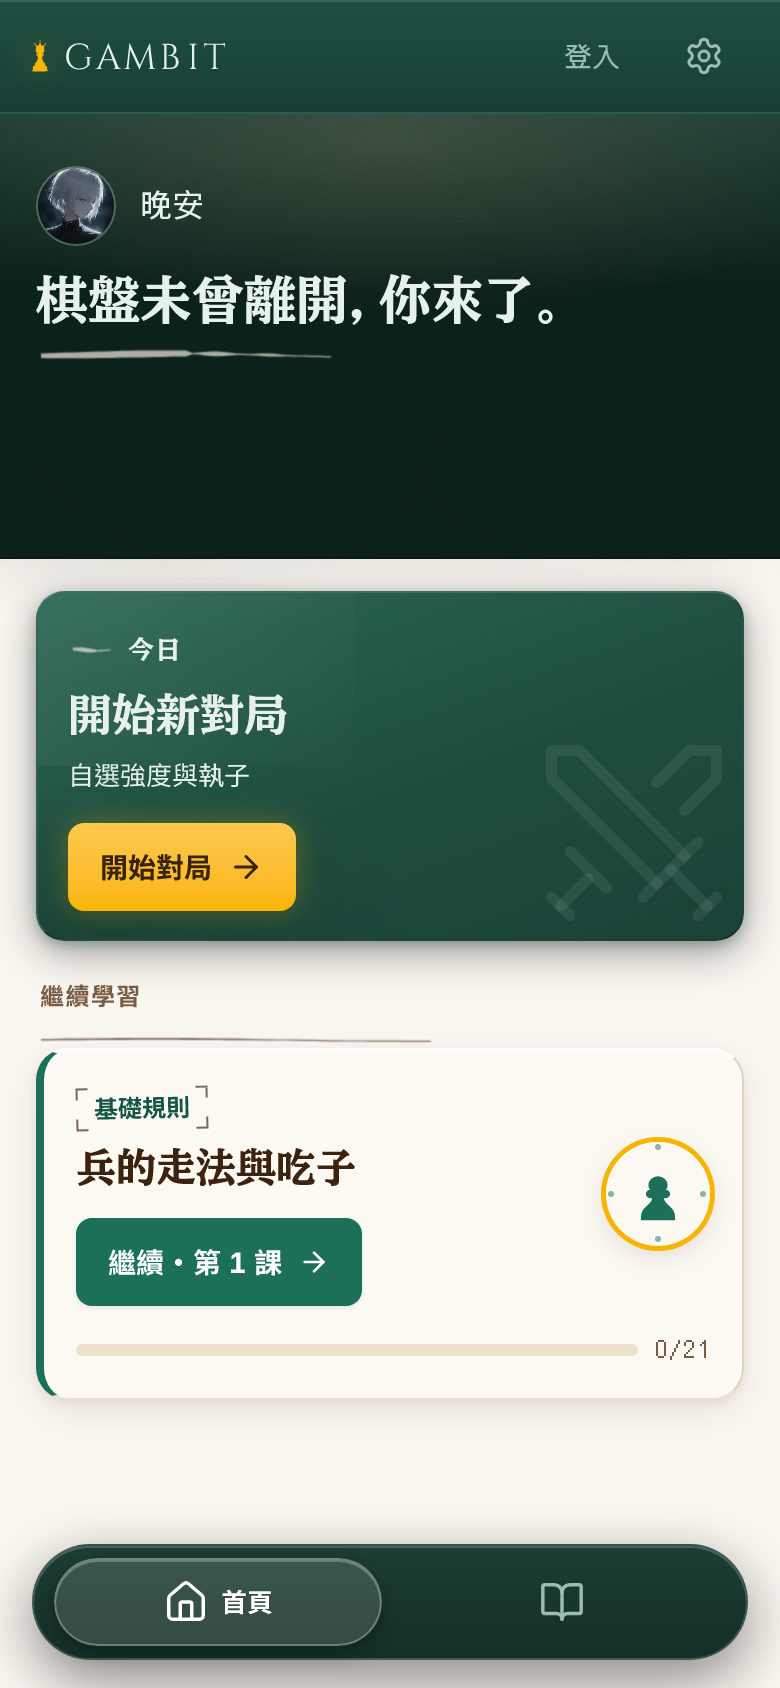 GAMBIT
登入
晚安
棋盤未曾離開，你來了。
今日
開始新對局
自選強度與執子
開始對局
繼續學習
基礎規則
兵的走法與吃子
繼續・第 1 課
0/21
首頁